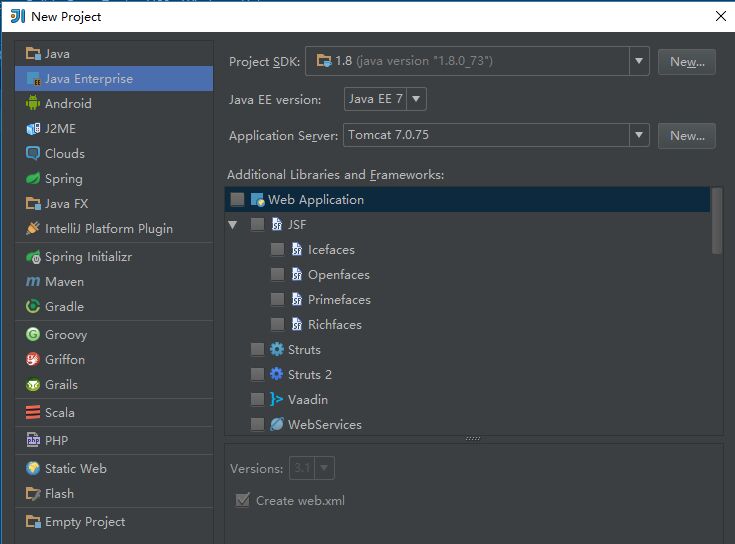 New Project
Java
Java Enterprise
Android
J2ME
Clouds
Spring
Java FX
IntelliJ Platform Plugin
Spring Initializr
Maven
Gradle
Groovy
Griffon
Grails
Scala
PHP
Static Web
Flash
Empty Project
Project SDK: 1.8 (java version "1.8.0_73") New...
Java EE version: Java EE 7
Application Server: Tomcat 7.0.75 New...
Additional Libraries and Frameworks:
Web Application
JSF
Icefaces
Openfaces
Primefaces
Richfaces
Struts
Struts 2
Vaadin
WebServices
Versions: 3.1
Create web.xml